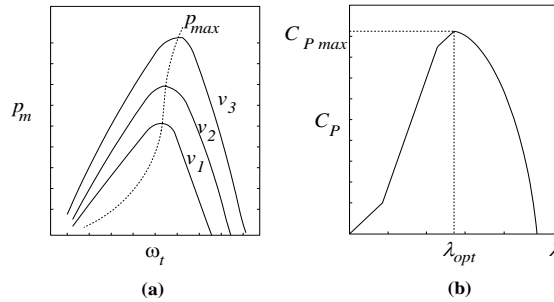 p_max
p_m
v_3
v_2
v_1
ω_t
(a)
C_P max
C_P
λ_opt
λ
(b)